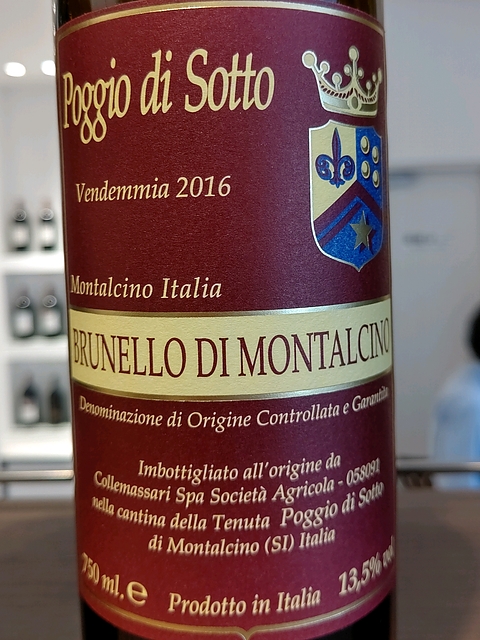 Poggio di Sotto
Vendemmia 2016
Montalcino Italia
BRUNELLO DI MONTALCINO
Denominazione di Origine Controllata e Garantita
Imbottigliato all'origine da
Collemassari Spa Società Agricola - 058091
nella cantina della Tenuta Poggio di Sotto
di Montalcino (SI) Italia
750 ml. e Prodotto in Italia 13,5% vol